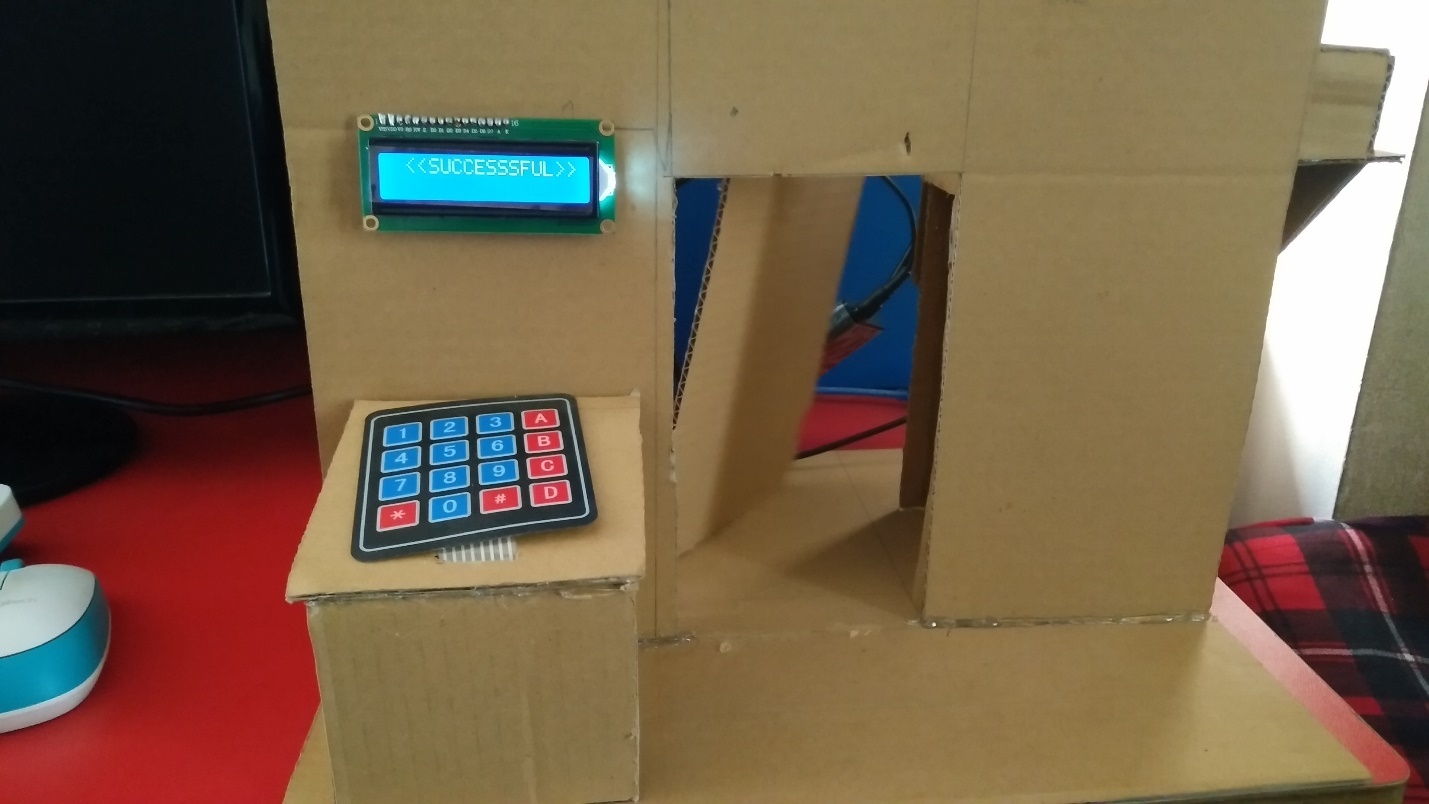 <<SUCCESSSFUL>>
1 2 3 A
4 5 6 B
7 8 9 C
* 0 # D